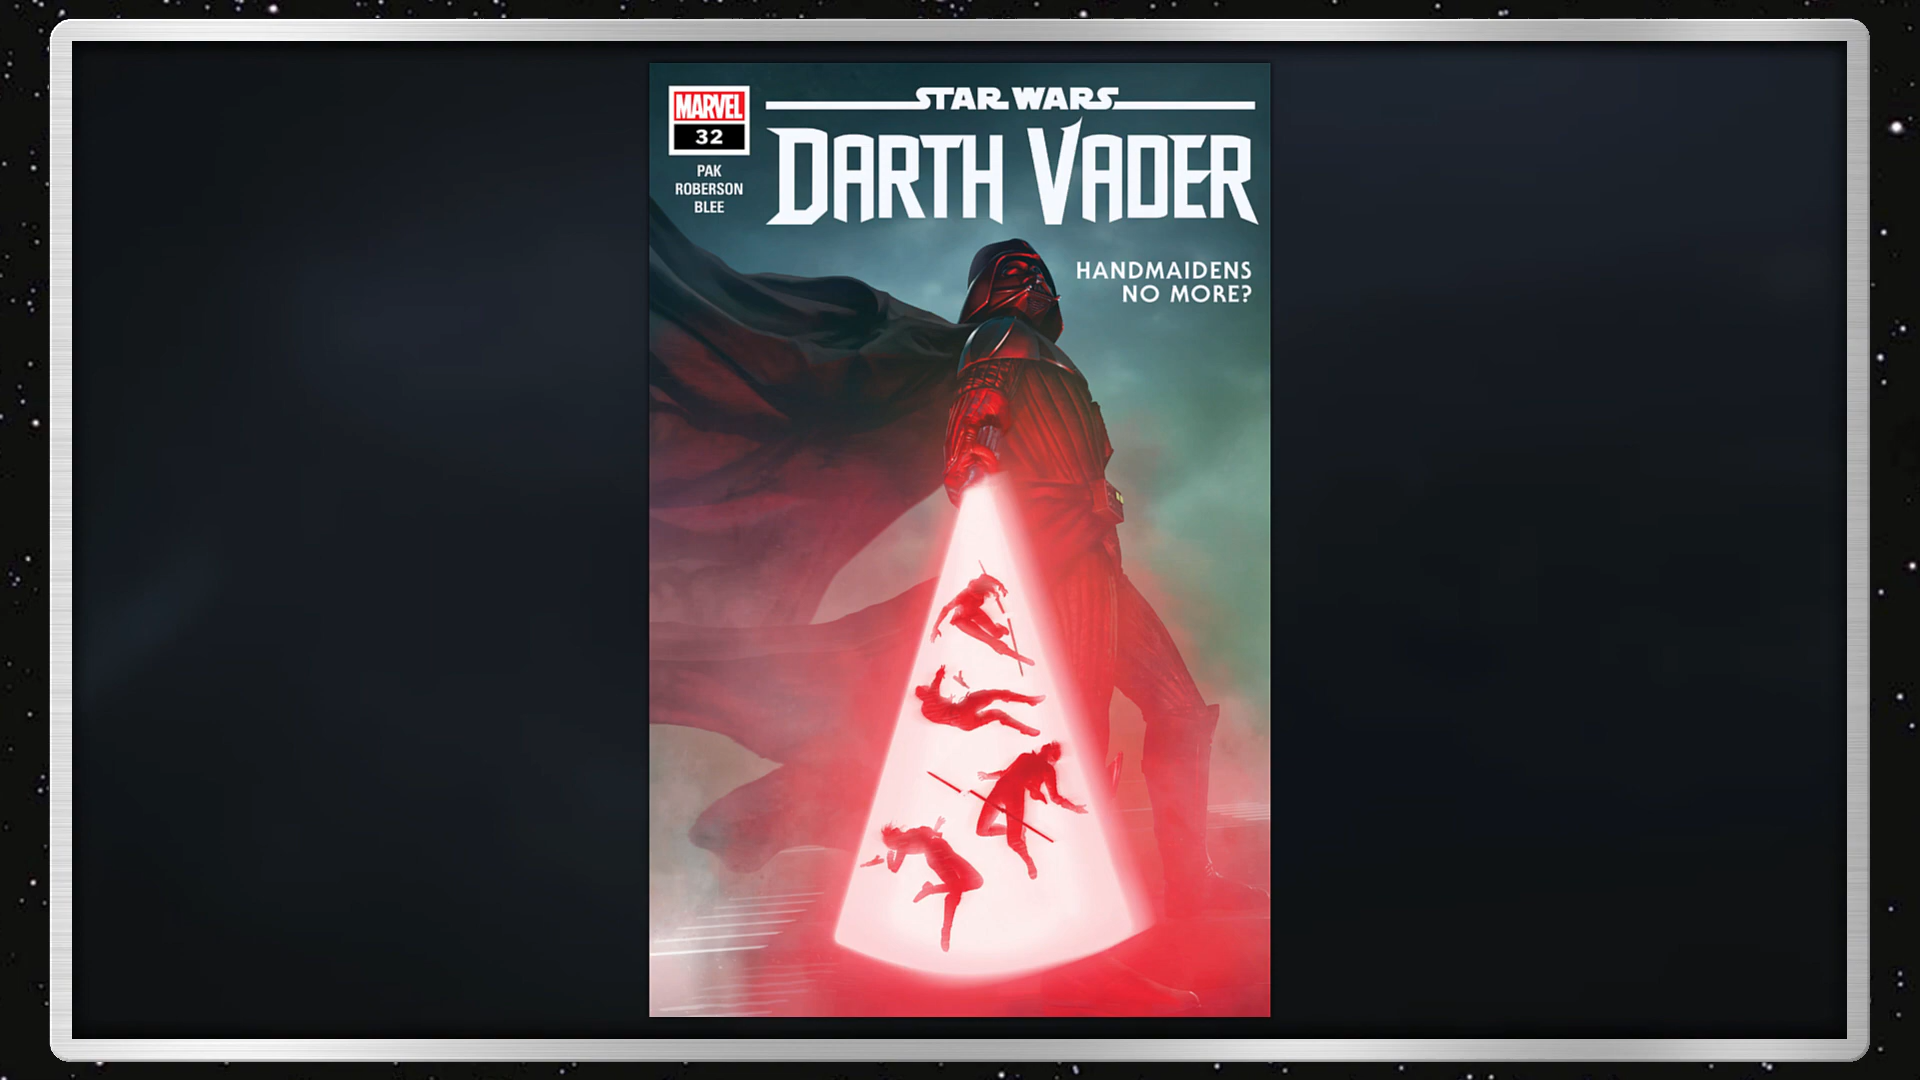 MARVEL
32
PAK
ROBERSON
BLEE
STAR WARS
DARTH VADER
HANDMAIDENS
NO MORE?